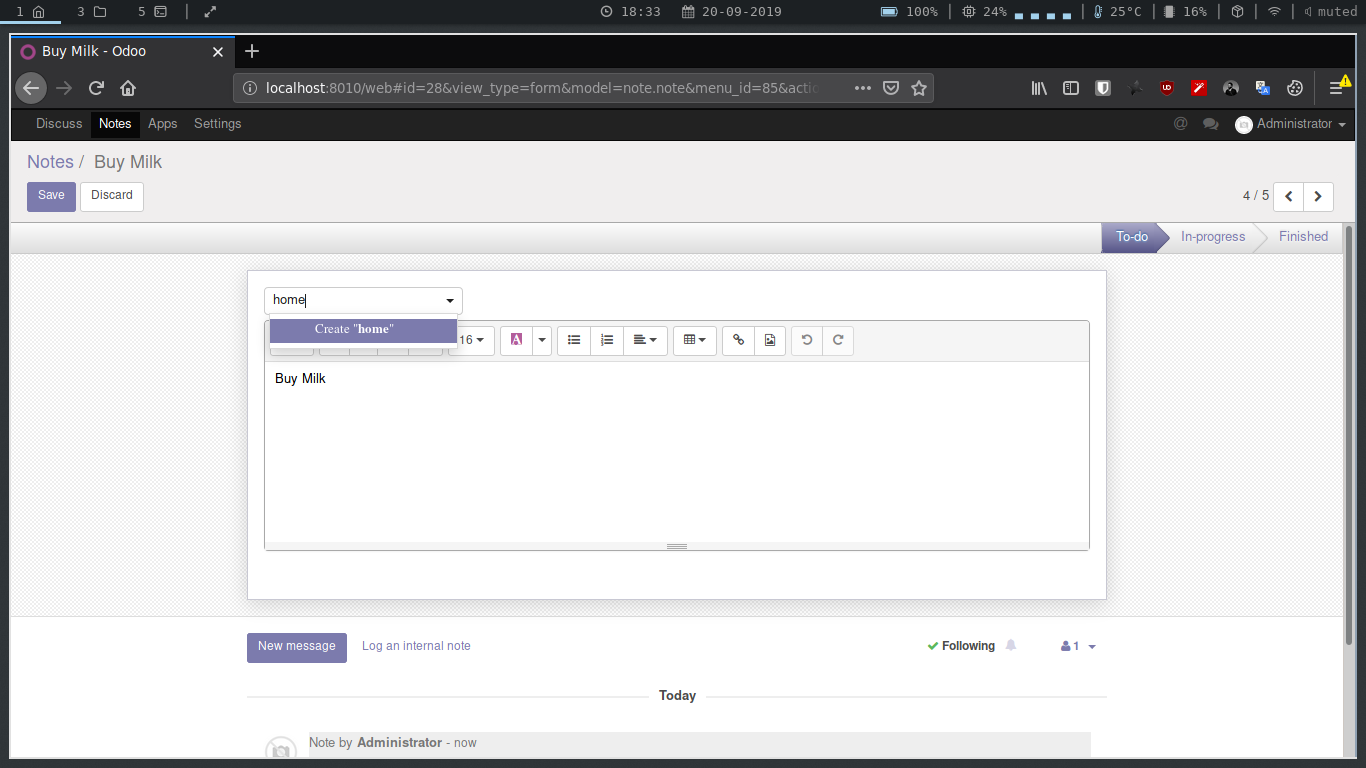 1 3 5 18:33 20-09-2019 100% 24% 25°C 16% muted
Buy Milk - Odoo
localhost:8010/web#id=28&view_type=form&model=note.note&menu_id=85&actio
Discuss Notes Apps Settings @ Administrator
Notes / Buy Milk
Save Discard 4 / 5
To-do In-progress Finished
home
Create "home"
16 A
Buy Milk
New message Log an internal note Following 1
Today
Note by Administrator - now